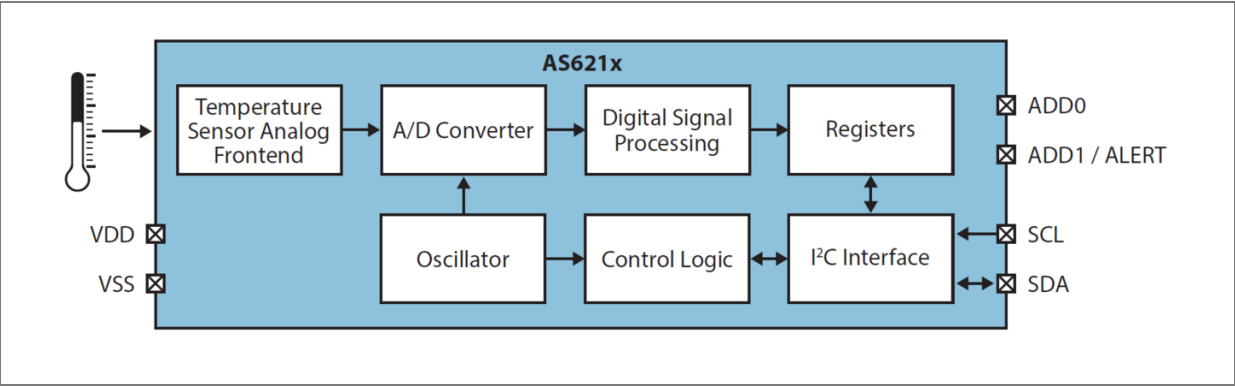 AS621x
Temperature
Sensor Analog
Frontend
A/D Converter
Digital Signal
Processing
Registers
ADD0
ADD1 / ALERT
VDD
VSS
Oscillator
Control Logic
I²C Interface
SCL
SDA